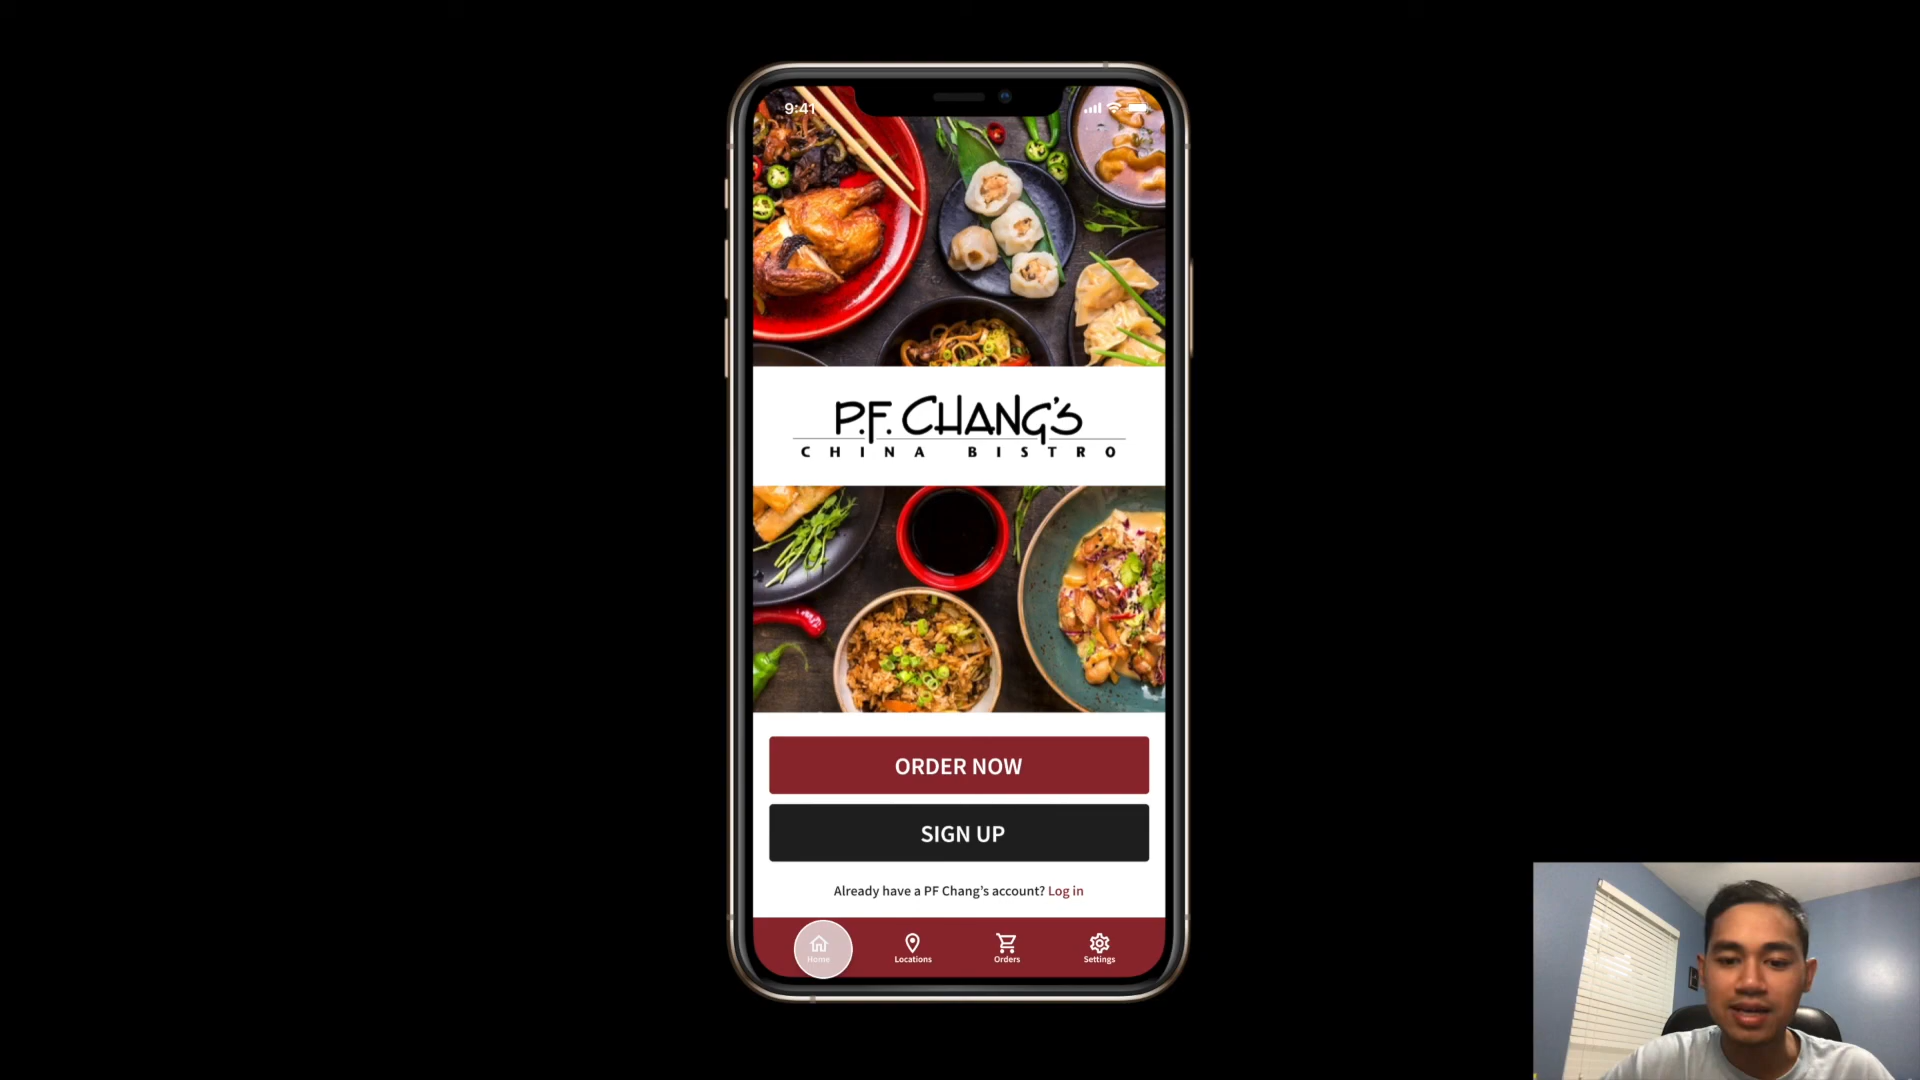 9:41
P.F. CHANG'S
CHINA BISTRO
ORDER NOW
SIGN UP
Already have a PF Chang's account? Log in
Home
Locations
Orders
Settings